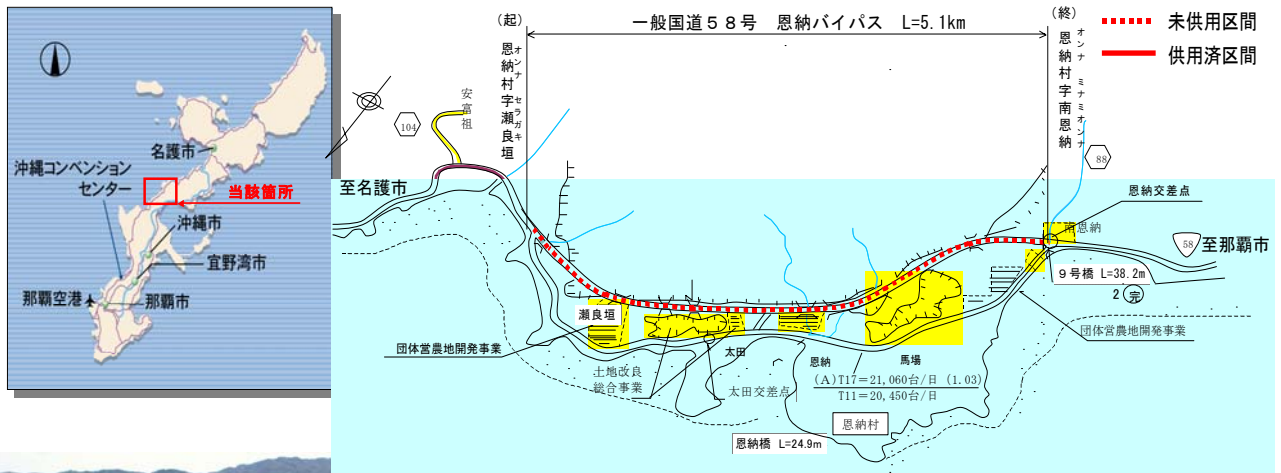 名護市
沖縄コンベンション
センター
当該箇所
沖縄市
宜野湾市
那覇空港
那覇市
一般国道58号 恩納バイパス L=5.1km
(起)
恩納村字瀬良垣
オンナ
セラガキ
(終)
恩納村字南恩納
オンナ
ミナミオンナ
未供用区間
供用済区間
安富祖
104
至名護市
88
恩納交差点
南恩納
58
至那覇市
9号橋 L=38.2m
2完
瀬良垣
団体営農地開発事業
土地改良
総合事業
太田
太田交差点
恩納
馬場
(A)T17=21,060台/日 (1.03)
T11=20,450台/日
恩納村
恩納橋 L=24.9m
団体営農地開発事業